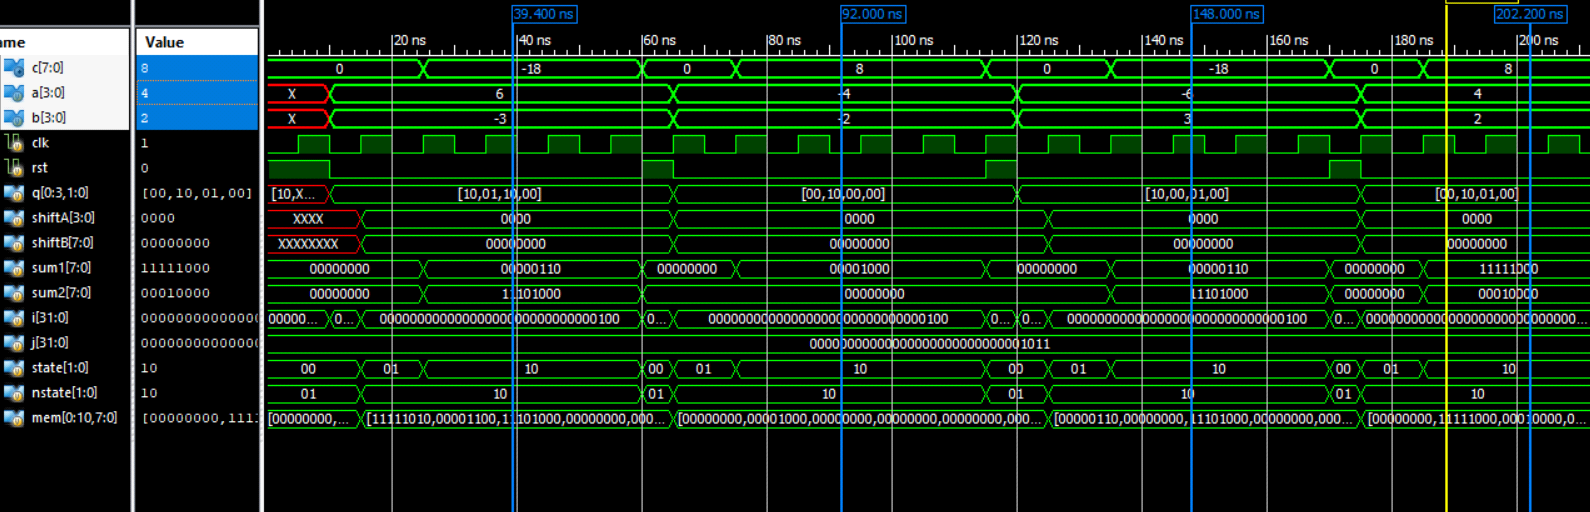 39.400 ns 92.000 ns 148.000 ns 202.200 ns
ame Value
20 ns 40 ns 60 ns 80 ns 100 ns 120 ns 140 ns 160 ns 180 ns 200 ns
c[7:0] 8 0 -18 0 8 0 -18 0 8
a[3:0] 4 X 6 -4 -6 4
b[3:0] 2 X -3 -2 3 2
clk 1
rst 0
q[0:3,1:0] [00,10,01,00] [10,X... [10,01,10,00] [00,10,00,00] [10,00,01,00] [00,10,01,00]
shiftA[3:0] 0000 XXXX 0000 0000 0000 0000
shiftB[7:0] 00000000 XXXXXXXX 00000000 00000000 00000000 00000000
sum1[7:0] 11111000 00000000 00000110 00000000 00001000 00000000 00000110 00000000 11111000
sum2[7:0] 00010000 00000000 11101000 00000000 11101000 00000000 00010000
i[31:0] 000000000000000 00000... 0... 00000000000000000000000000000100 0... 00000000000000000000000000000100 0... 0... 00000000000000000000000000000100 0... 0000000000000000000000000000...
j[31:0] 000000000000000 00000000000000000000000000001011
state[1:0] 10 00 01 10 00 01 10 00 01 10 00 01 10
nstate[1:0] 10 01 10 01 10 01 10 01 10
mem[0:10,7:0] [00000000,111: [00000000,... [11111010,00001100,11101000,00000000,000... [00000000,00001000,00000000,00000000,000... [00000110,00000000,11101000,00000000,000... [00000000,11111000,00010000,0...